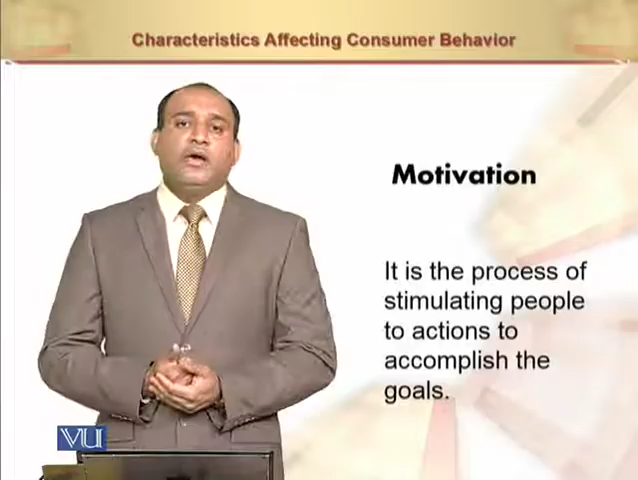 Characteristics Affecting Consumer Behavior
Motivation
It is the process of
stimulating people
to actions to
accomplish the
goals.
VU